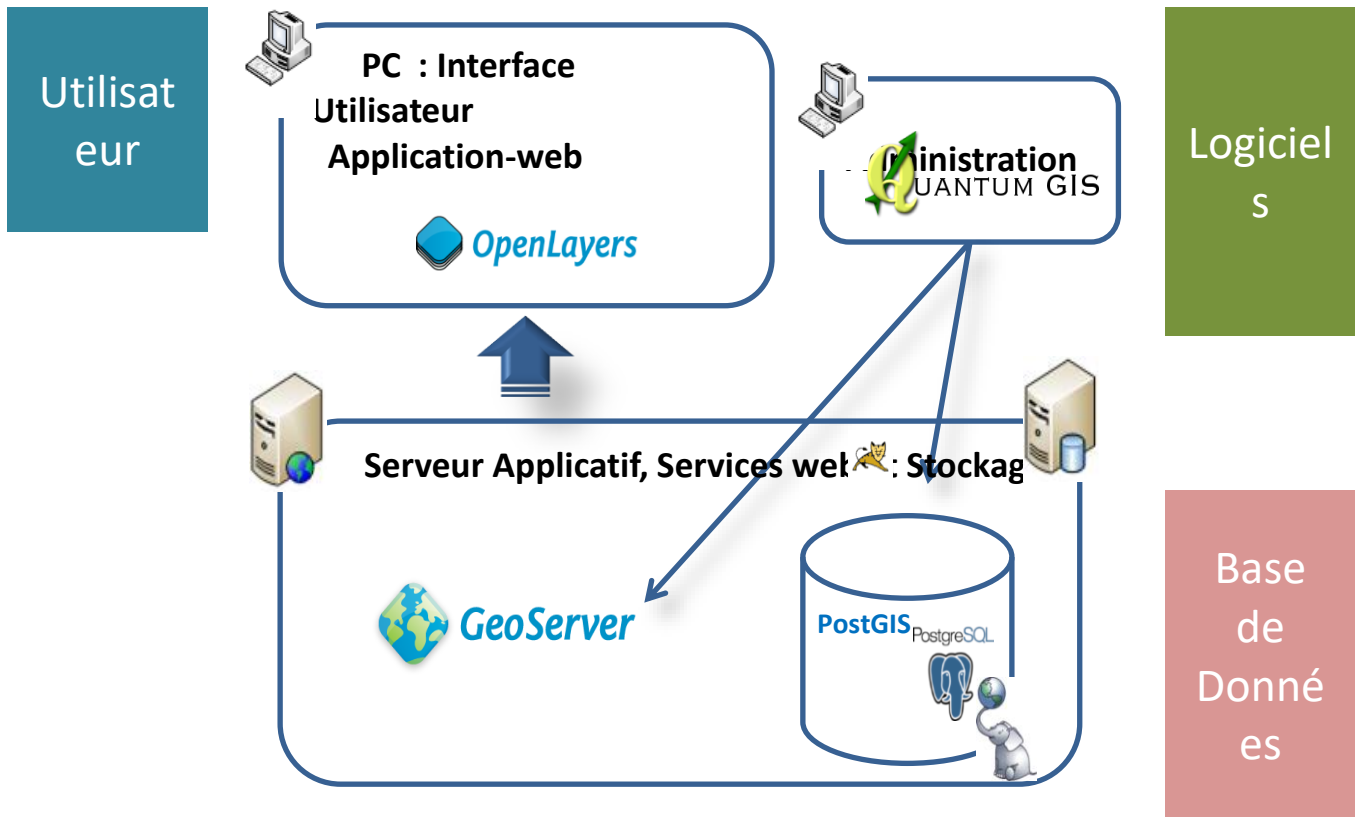 Utilisat
eur
PC : Interface
Utilisateur
Application-web
OpenLayers
ministration
QUANTUM GIS
Logiciel
s
Serveur Applicatif, Services web : Stockag
GeoServer
PostGIS
PostgreSQL
Base
de
Donné
es